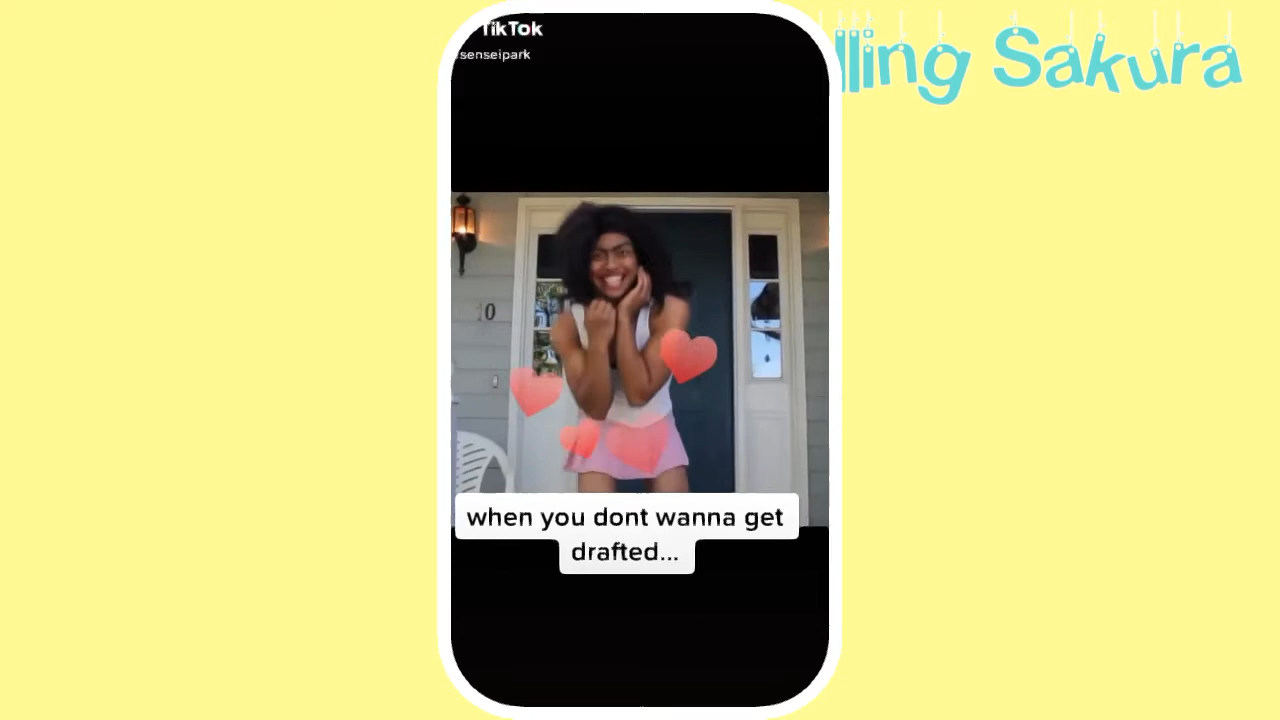 TikTok
senseipark
lling Sakura
10
when you dont wanna get
drafted...